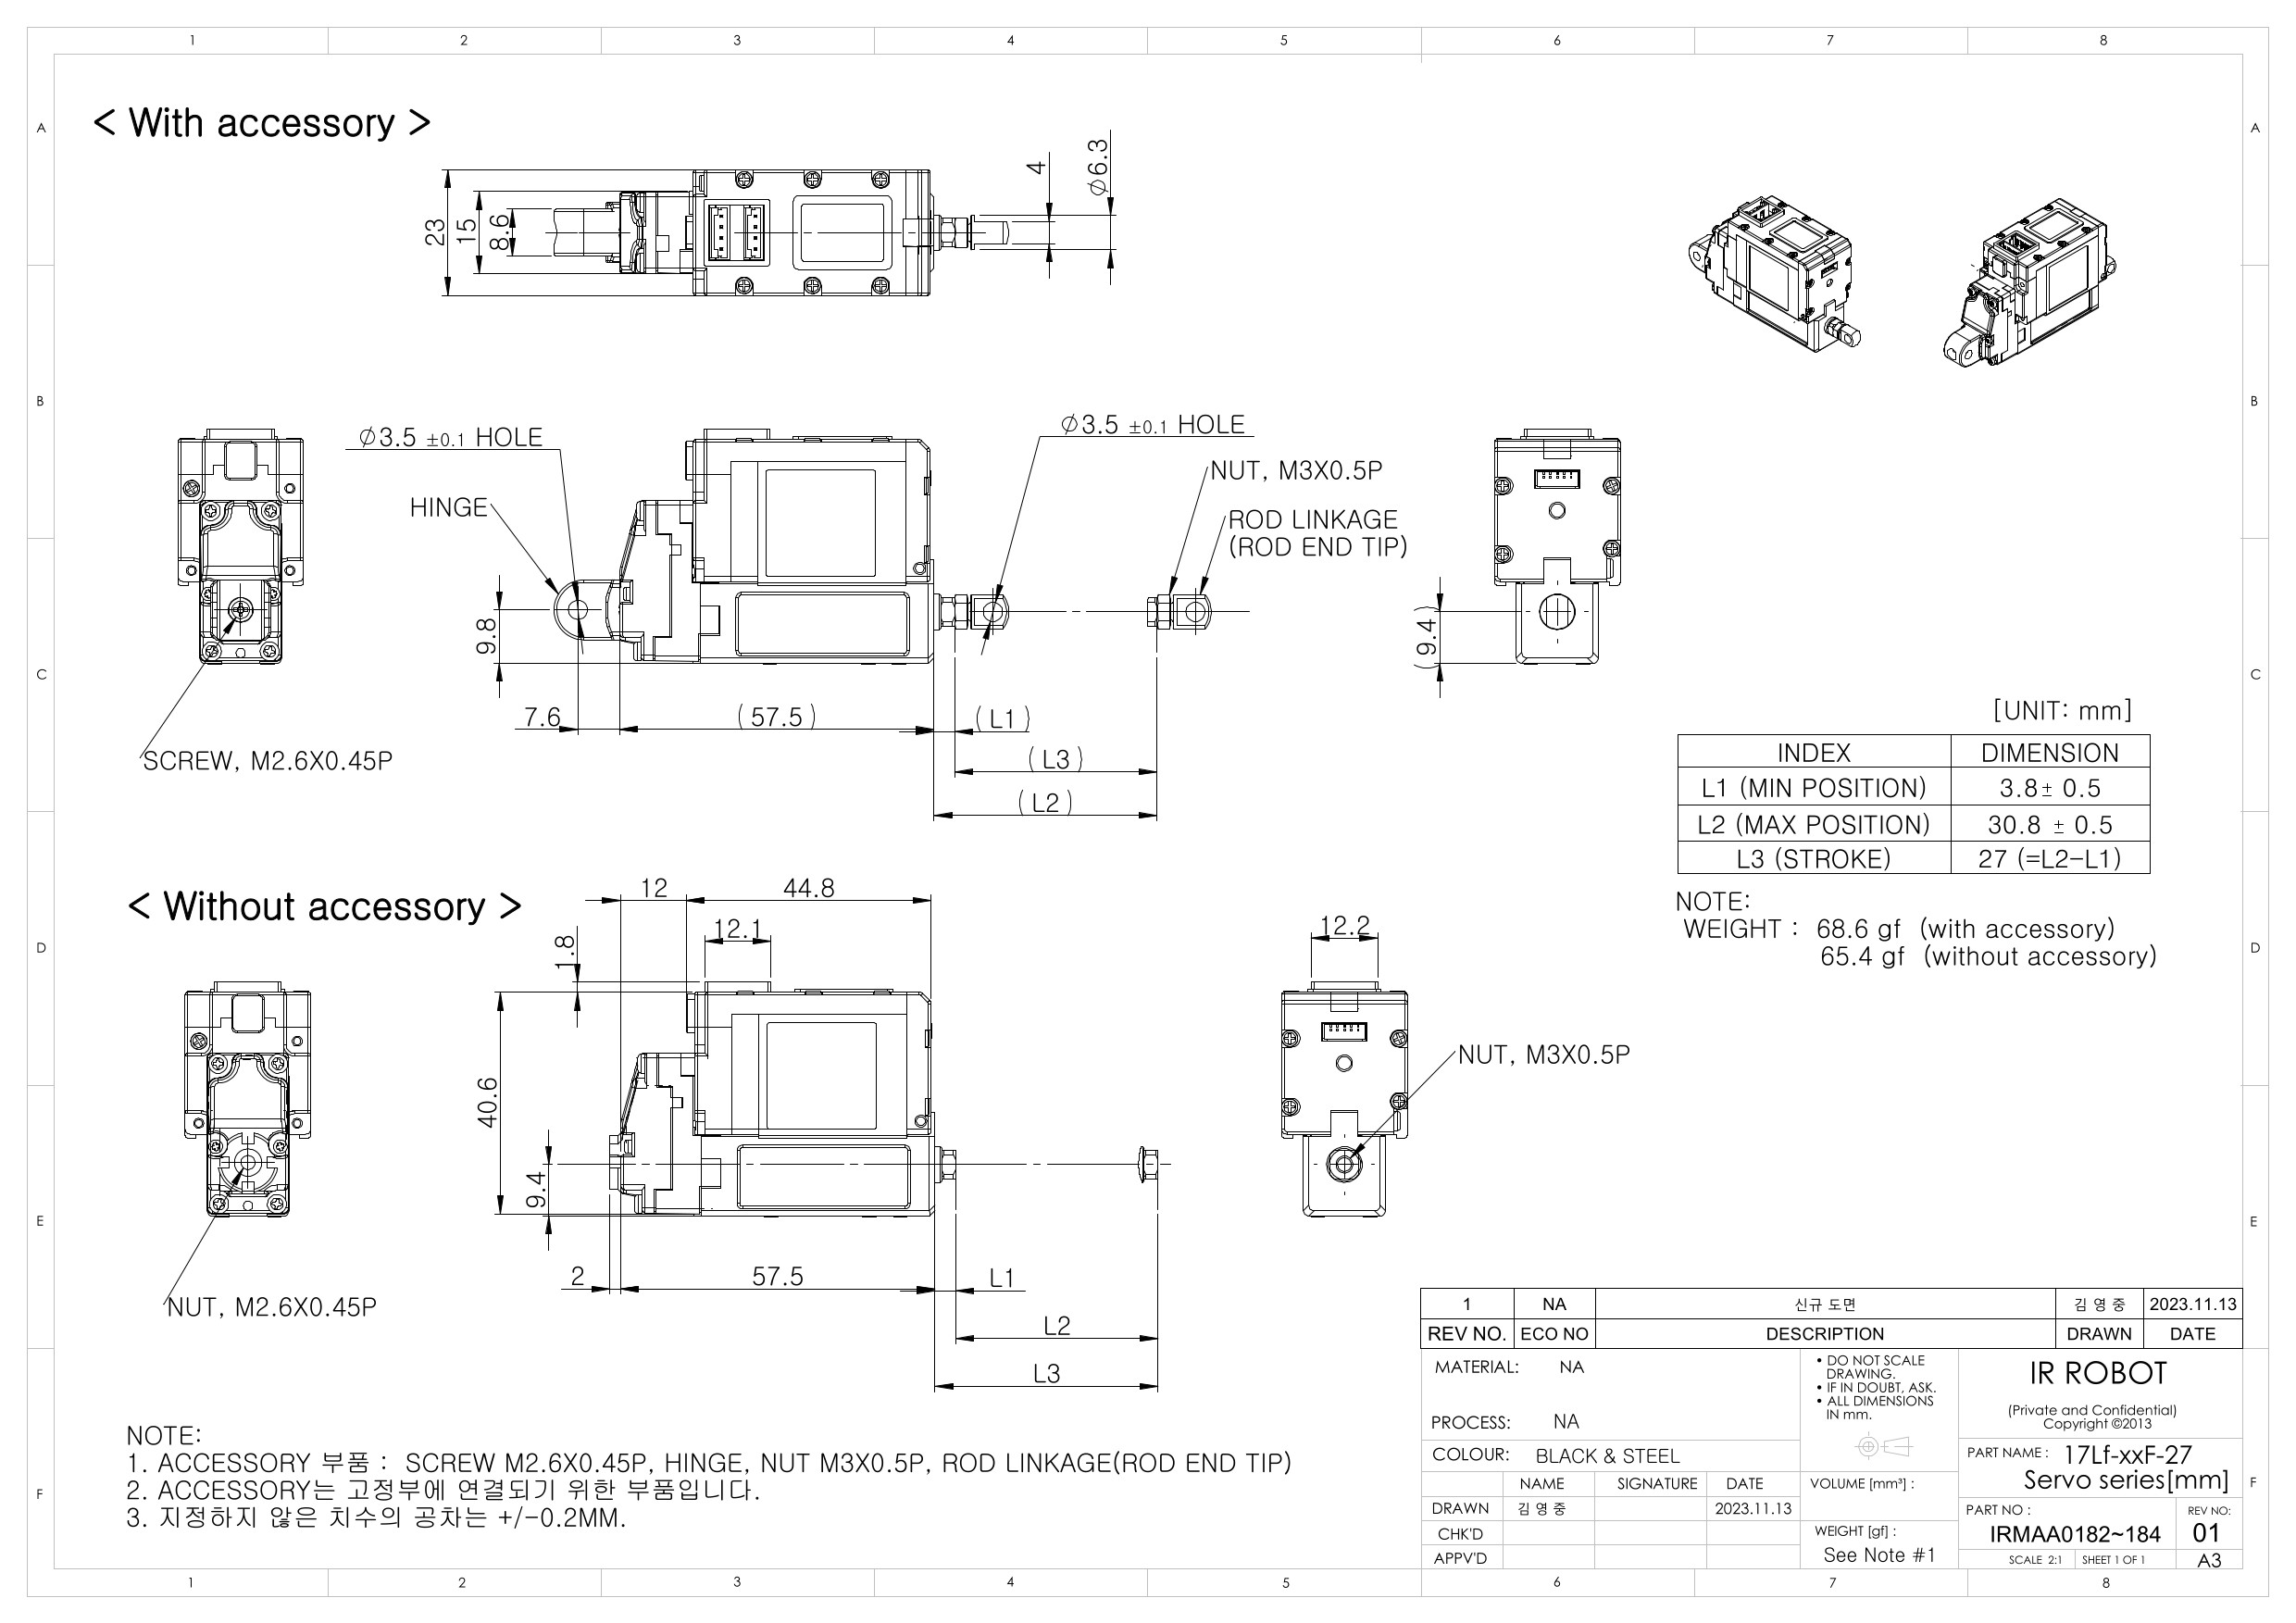 1 2 3 4 5 6 7 8
A A
B B
C C
D D
E E
F F
< With accessory >
23
15
8.6
4
∅6.3
∅3.5 ±0.1 HOLE
HINGE
∅3.5 ±0.1 HOLE
NUT, M3X0.5P
ROD LINKAGE
(ROD END TIP)
9.8
(9.4)
7.6
(57.5)
(L1)
(L3)
(L2)
SCREW, M2.6X0.45P
[UNIT: mm]
INDEX DIMENSION
L1 (MIN POSITION) 3.8± 0.5
L2 (MAX POSITION) 30.8 ± 0.5
L3 (STROKE) 27 (=L2-L1)
NOTE:
WEIGHT : 68.6 gf (with accessory)
65.4 gf (without accessory)
< Without accessory >
12
44.8
12.1
1.8
12.2
40.6
9.4
NUT, M3X0.5P
2
57.5
L1
L2
L3
NUT, M2.6X0.45P
NOTE:
1. ACCESSORY 부품 : SCREW M2.6X0.45P, HINGE, NUT M3X0.5P, ROD LINKAGE(ROD END TIP)
2. ACCESSORY는 고정부에 연결되기 위한 부품입니다.
3. 지정하지 않은 치수의 공차는 +/-0.2MM.
1 NA 신규 도면 김 영 중 2023.11.13
REV NO. ECO NO DESCRIPTION DRAWN DATE
MATERIAL: NA
PROCESS: NA
COLOUR: BLACK & STEEL
• DO NOT SCALE
DRAWING.
• IF IN DOUBT, ASK.
• ALL DIMENSIONS
IN mm.
IR ROBOT
(Private and Confidential)
Copyright ©2013
PART NAME : 17Lf-xxF-27
Servo series[mm]
NAME SIGNATURE DATE
DRAWN 김 영 중 2023.11.13
CHK'D
APPV'D
VOLUME [mm³] :
WEIGHT [gf] :
See Note #1
PART NO :
IRMAA0182~184
REV NO:
01
SCALE 2:1 SHEET 1 OF 1 A3
1 2 3 4 5 6 7 8